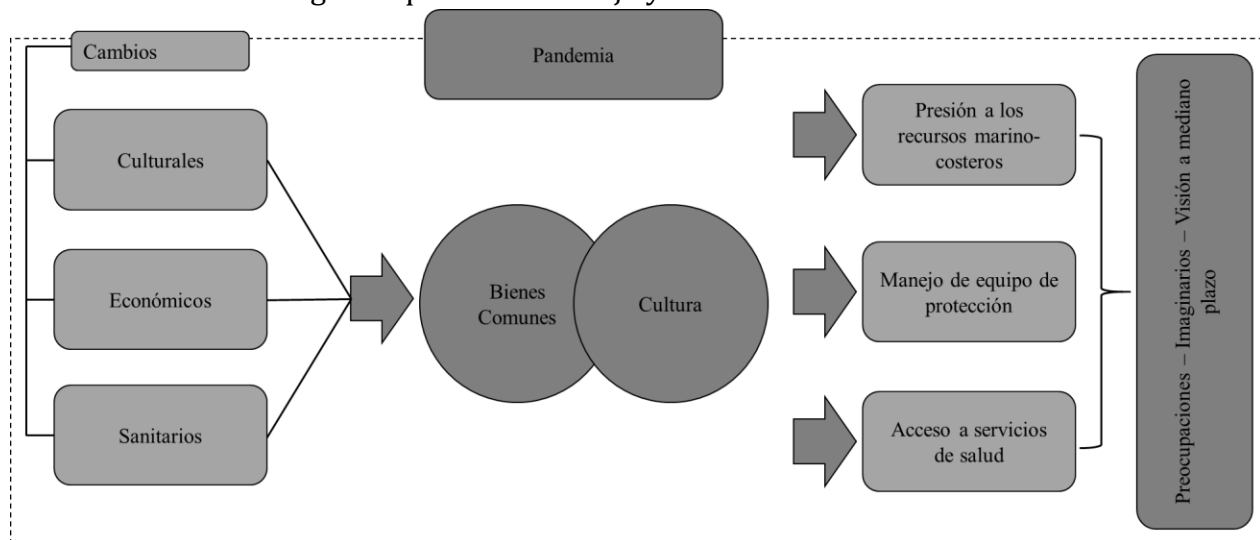 Cambios
Pandemia
Culturales
Económicos
Sanitarios
Bienes
Comunes
Cultura
Presión a los
recursos marino-
costeros
Manejo de equipo de
protección
Acceso a servicios
de salud
Preocupaciones – Imaginarios – Visión a mediano
plazo